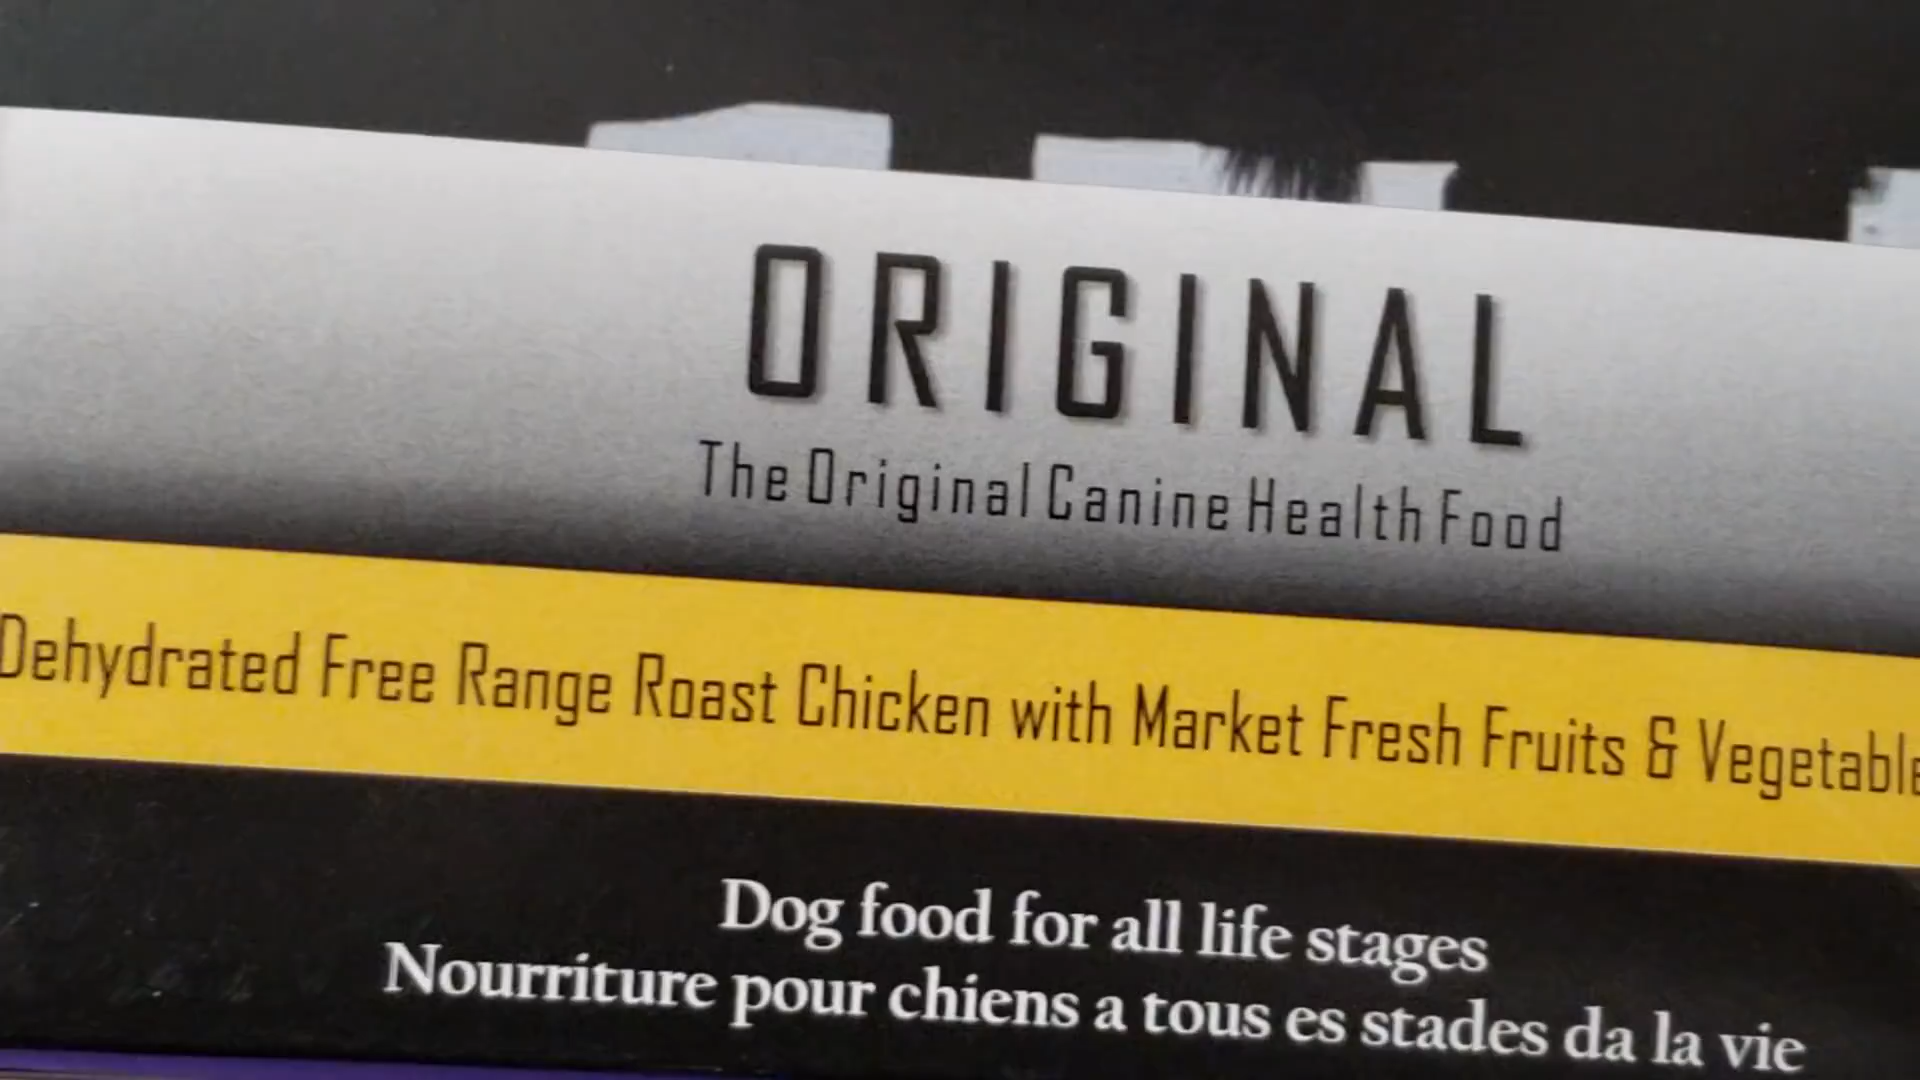 ORIGINAL
The Original Canine Health Food
Dehydrated Free Range Roast Chicken with Market Fresh Fruits & Vegetable
Dog food for all life stages
Nourriture pour chiens a tous es stades da la vie